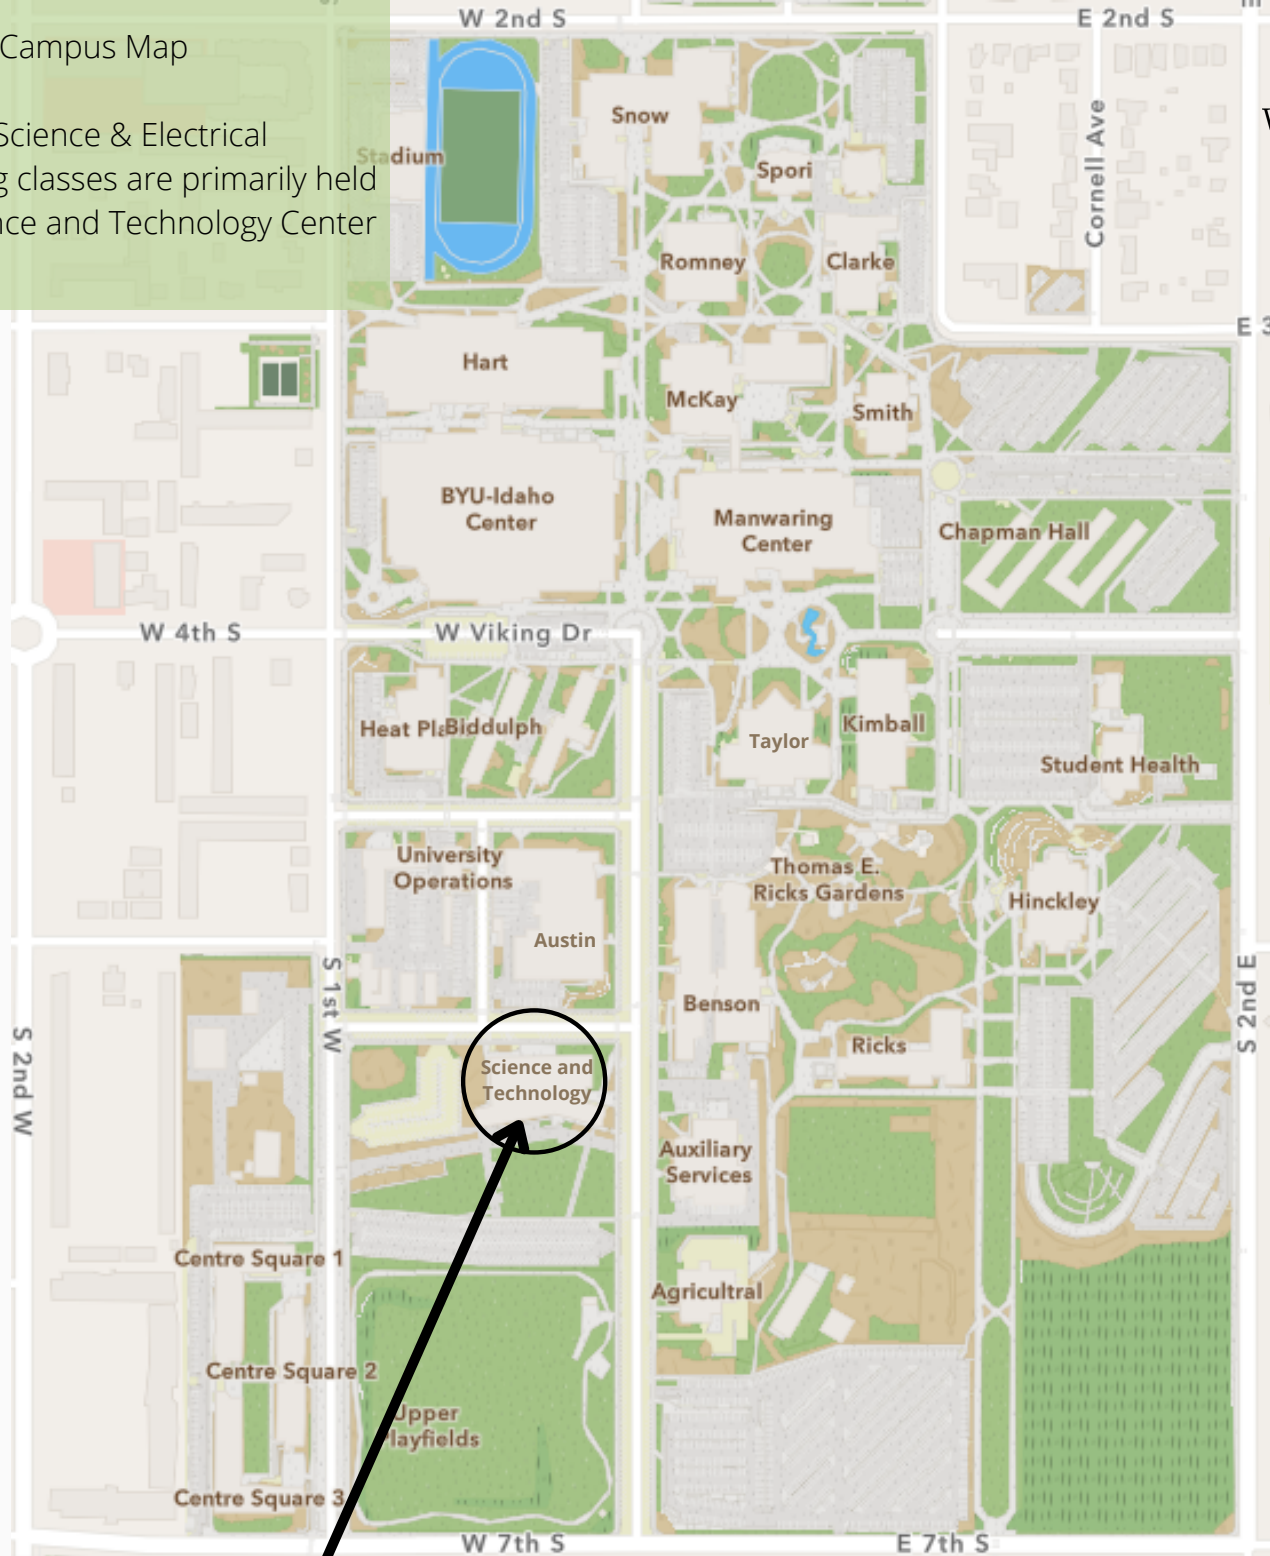 W 2nd S
E 2nd S
Campus Map
Science & Electrical
g classes are primarily held
nce and Technology Center
Stadium
Snow
Spori
Cornell Ave
Romney
Clarke
E 3
Hart
McKay
Smith
BYU-Idaho
Center
Manwaring
Center
Chapman Hall
W 4th S
W Viking Dr
Heat Pla
Biddulph
Taylor
Kimball
Student Health
University
Operations
Austin
Thomas E.
Ricks Gardens
Hinckley
S 1st W
S 2nd W
S 2nd E
Benson
Ricks
Science and
Technology
Auxiliary
Services
Centre Square 1
Agricultral
Centre Square 2
Upper
Playfields
Centre Square 3
W 7th S
E 7th S